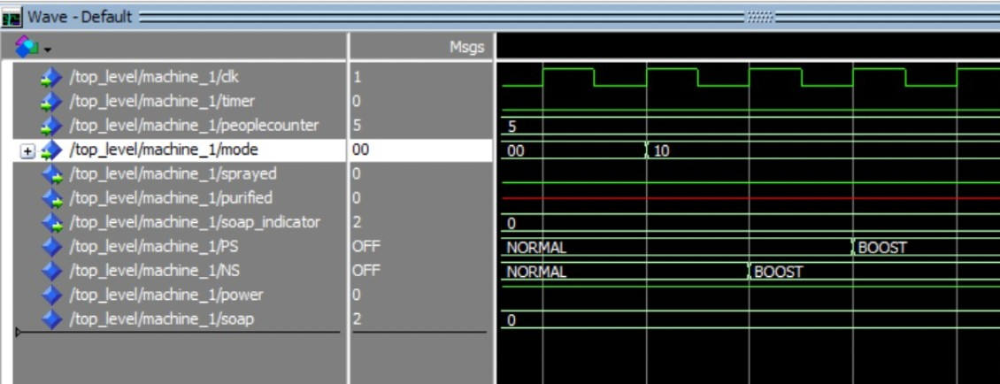 Wave - Default
Msgs
/top_level/machine_1/clk 1
/top_level/machine_1/timer 0
/top_level/machine_1/peoplecounter 5 5
/top_level/machine_1/mode 00 00 10
/top_level/machine_1/sprayed 0
/top_level/machine_1/purified 0
/top_level/machine_1/soap_indicator 2 0
/top_level/machine_1/PS OFF NORMAL BOOST
/top_level/machine_1/NS OFF NORMAL BOOST
/top_level/machine_1/power 0
/top_level/machine_1/soap 2 0